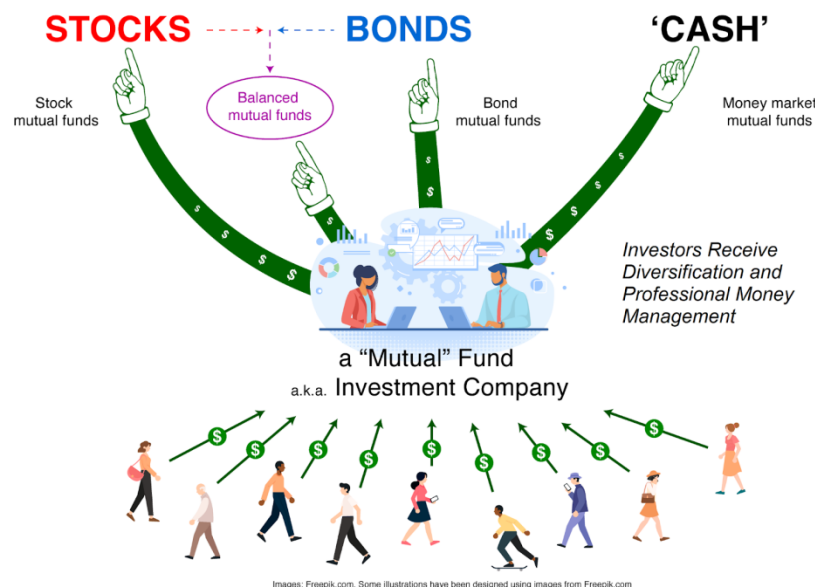 STOCKS
BONDS
‘CASH’
Stock
mutual funds
Balanced
mutual funds
Bond
mutual funds
Money market
mutual funds
$ $ $ $ $
$ $
$ $
$ $ $ $ $
Investors Receive
Diversification and
Professional Money
Management
a “Mutual” Fund
a.k.a. Investment Company
$ $ $ $ $ $ $ $ $
Images: Freepik.com. Some illustrations have been designed using images from Freepik.com